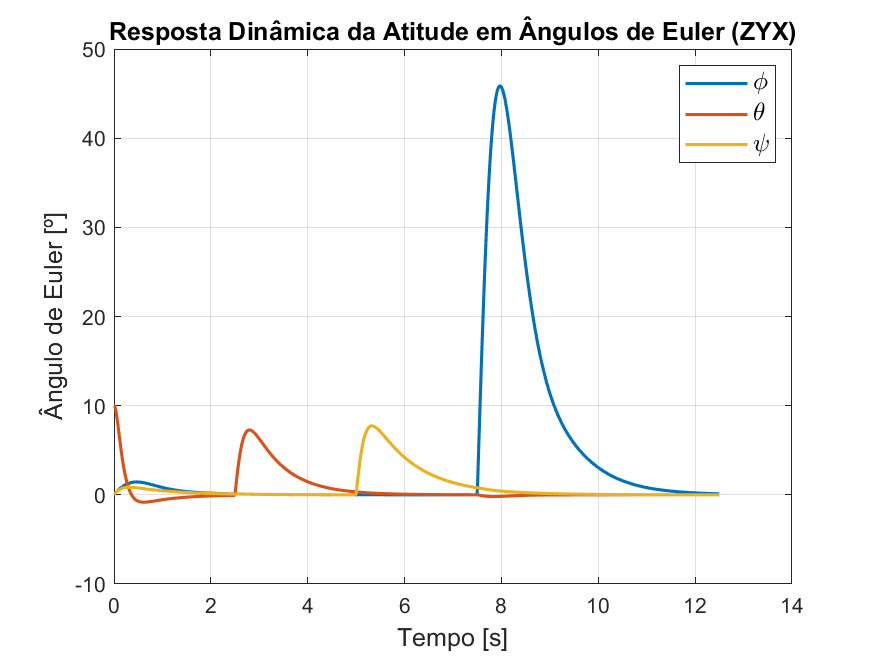 Resposta Dinâmica da Atitude em Ângulos de Euler (ZYX)
50
40
30
20
10
0
-10
Ângulo de Euler [º]
ϕ
θ
ψ
0 2 4 6 8 10 12 14
Tempo [s]